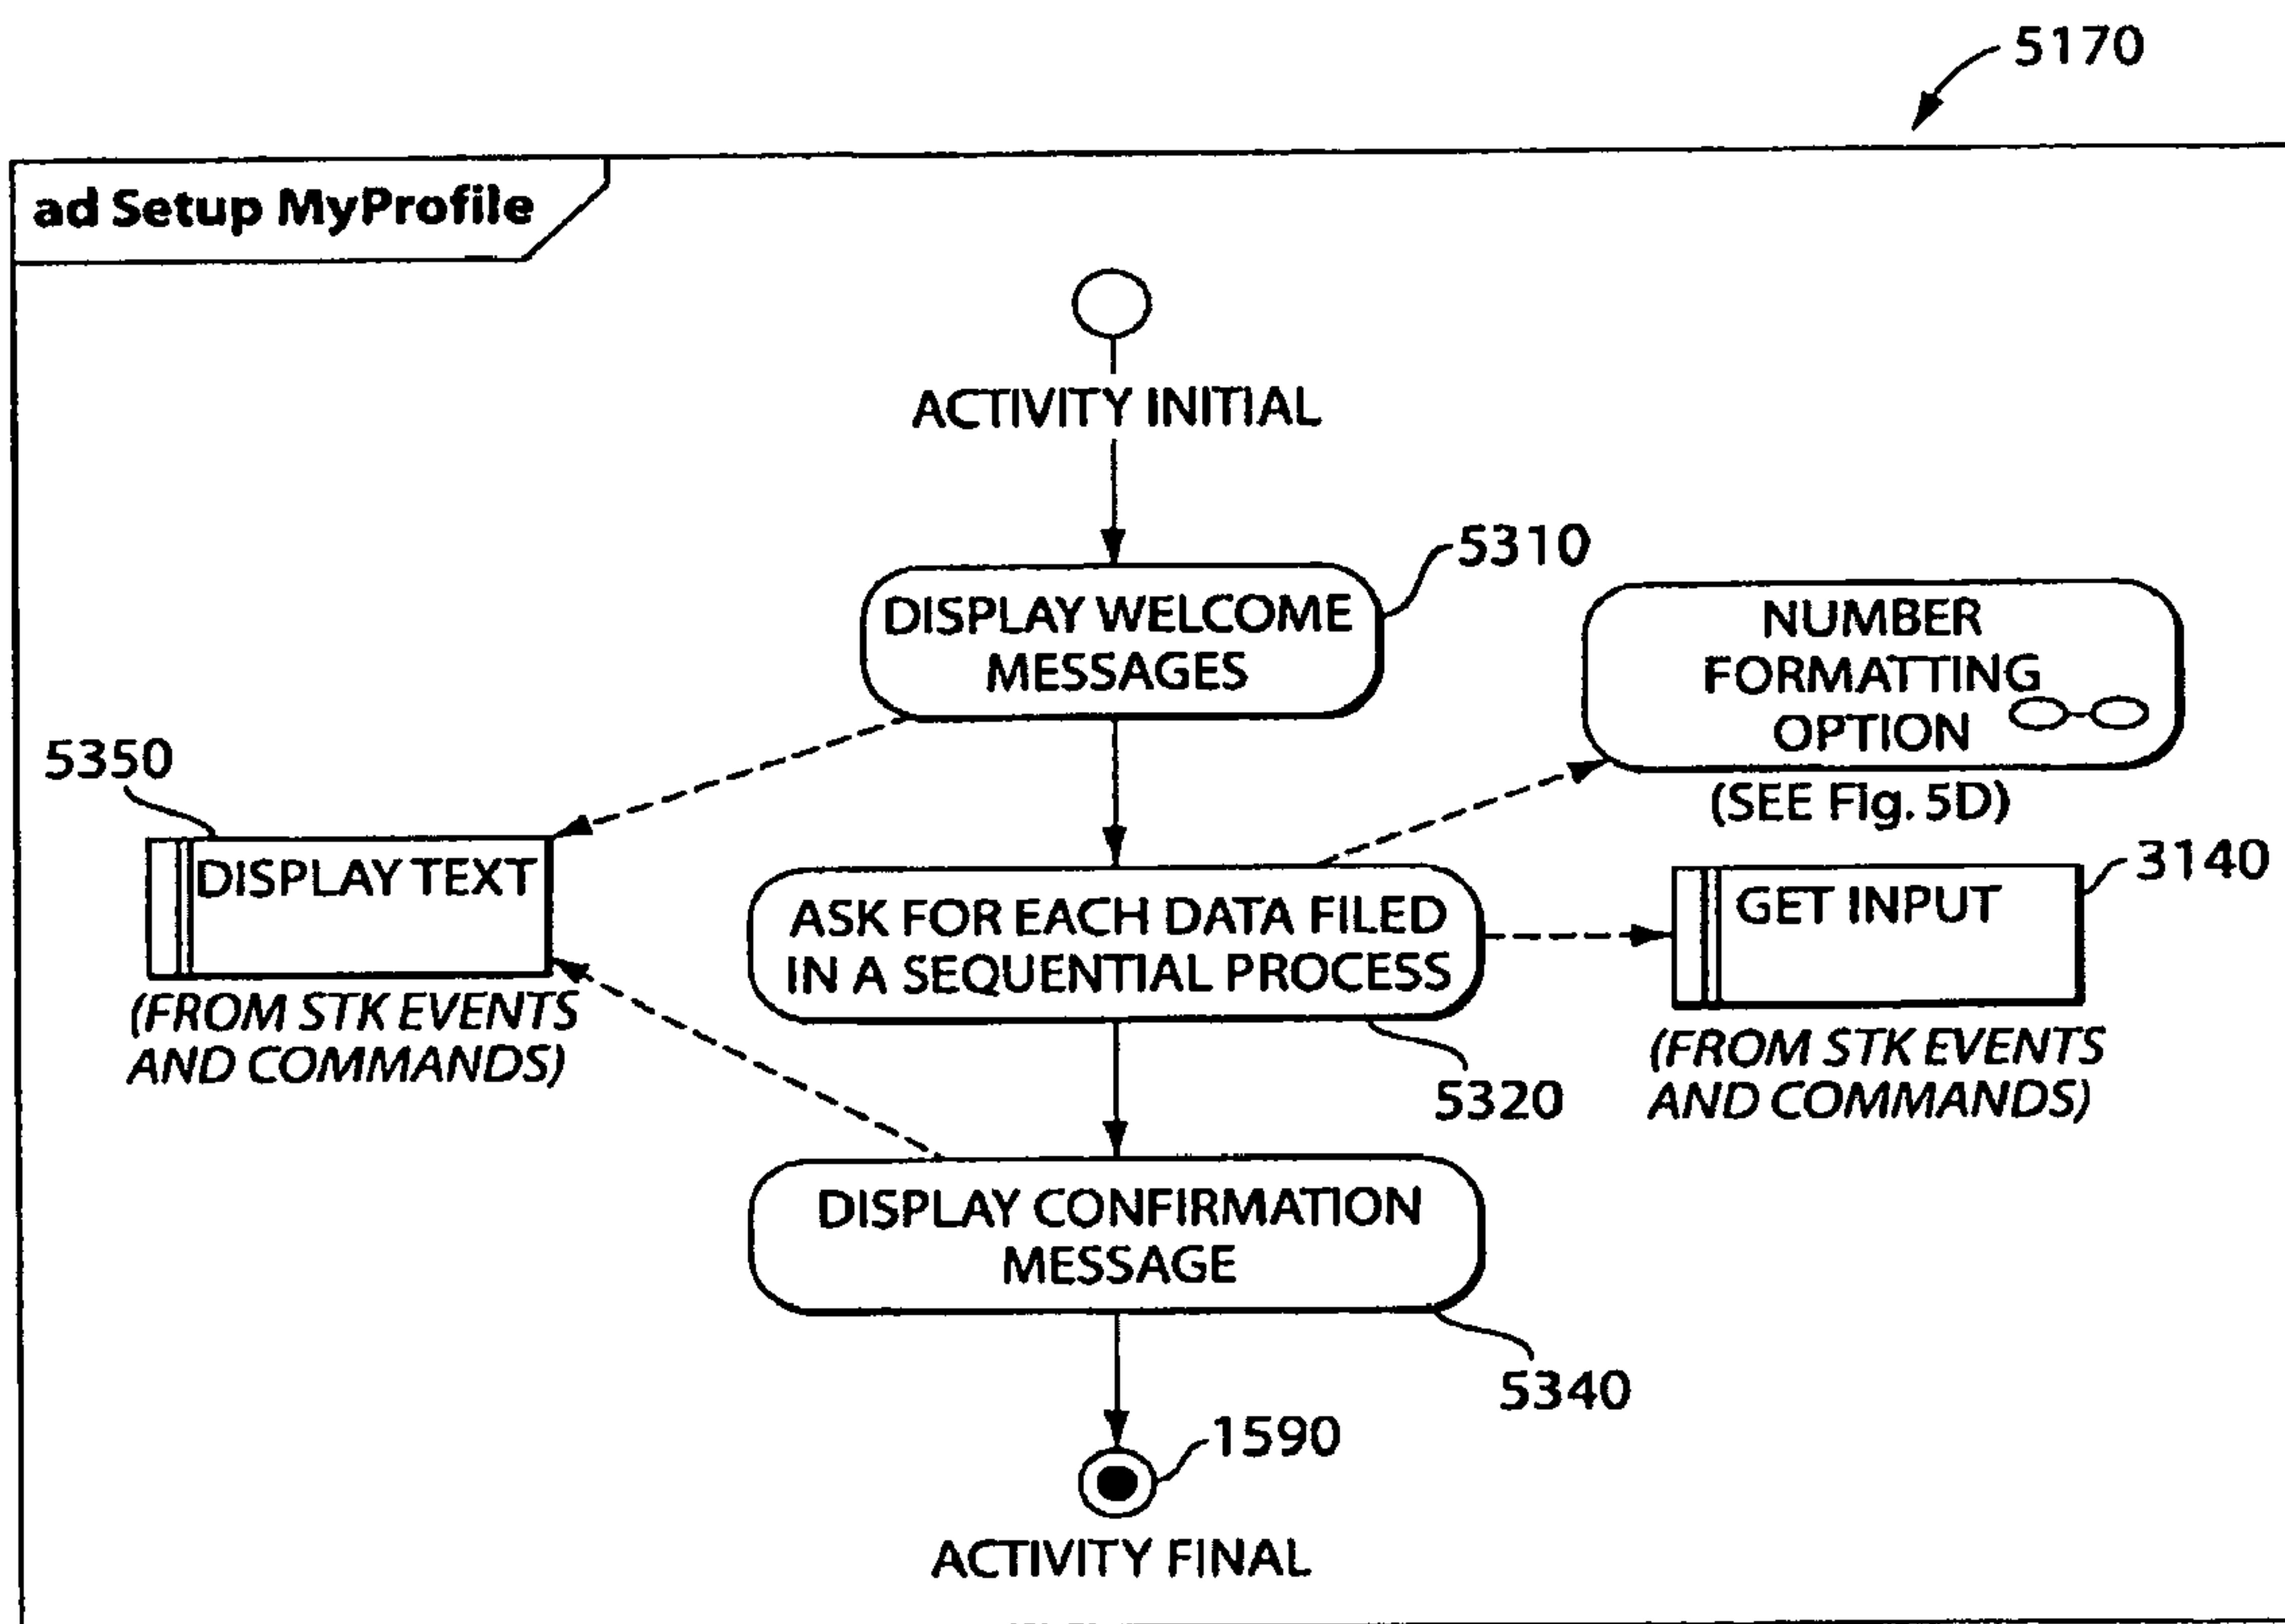 5170
ad Setup MyProfile
ACTIVITY INITIAL
5310
DISPLAY WELCOME
MESSAGES
NUMBER
FORMATTING
OPTION
(SEE Fig. 5D)
5350
DISPLAY TEXT
(FROM STK EVENTS
AND COMMANDS)
ASK FOR EACH DATA FILED
IN A SEQUENTIAL PROCESS
5320
3140
GET INPUT
(FROM STK EVENTS
AND COMMANDS)
DISPLAY CONFIRMATION
MESSAGE
5340
1590
ACTIVITY FINAL